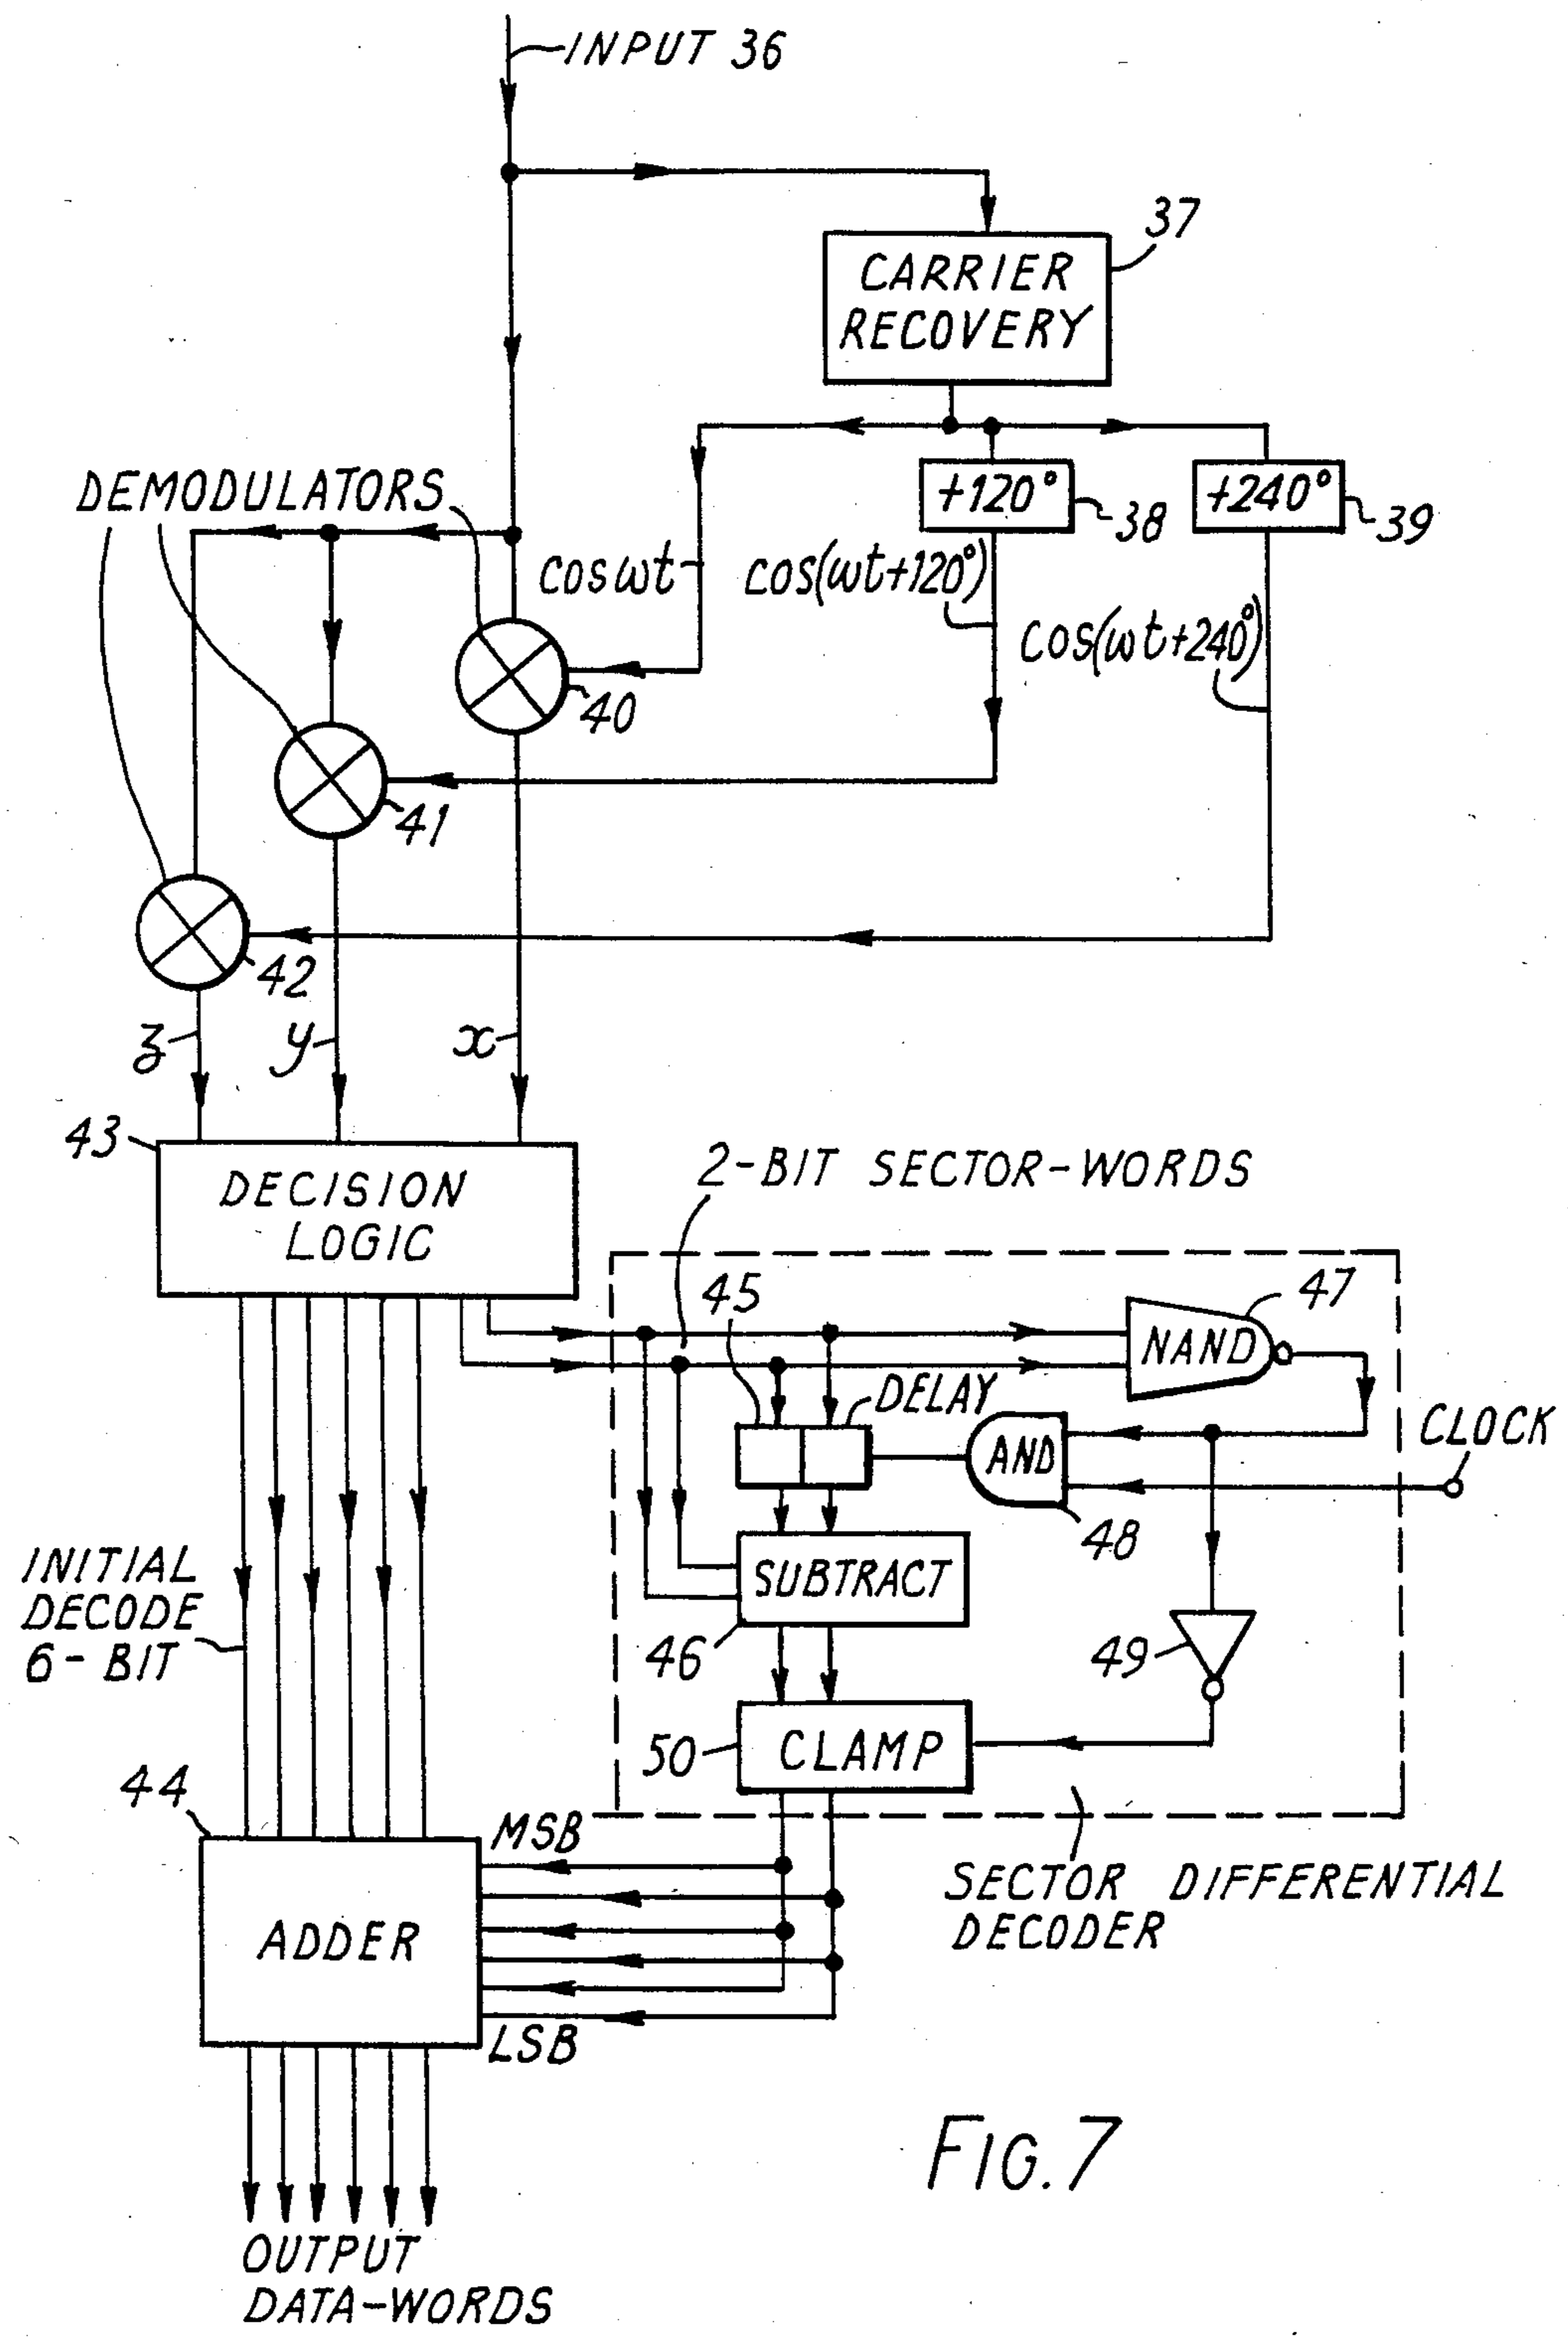 INPUT 36
37
CARRIER
RECOVERY
DEMODULATORS
+120°
38
+240°
39
cos ωt
cos(ωt+120°)
cos(ωt+240°)
40
41
42
z
y
x
43
DECISION
LOGIC
2-BIT SECTOR-WORDS
45
47
NAND
DELAY
AND
CLOCK
48
SUBTRACT
46
49
INITIAL
DECODE
6-BIT
50
CLAMP
44
MSB
SECTOR DIFFERENTIAL
DECODER
ADDER
LSB
FIG. 7
OUTPUT
DATA-WORDS